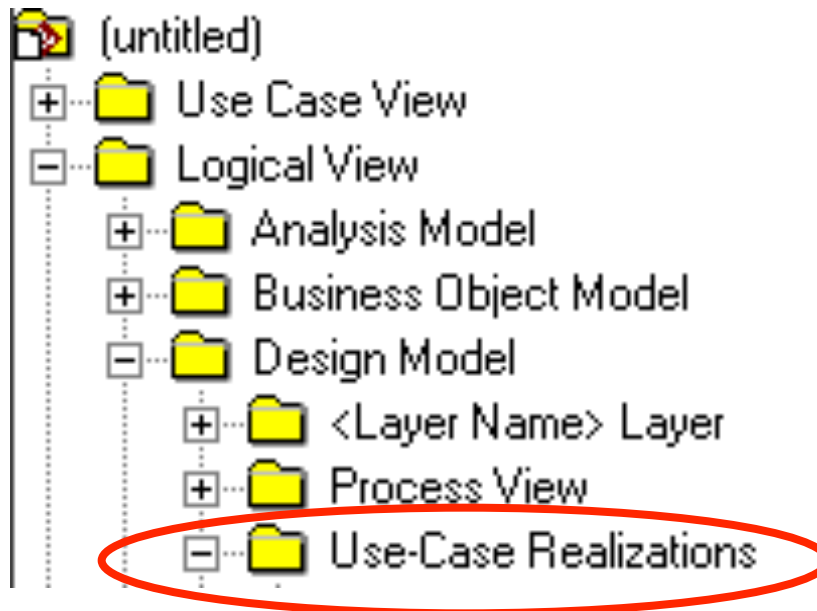 (untitled)
Use Case View
Logical View
Analysis Model
Business Object Model
Design Model
<Layer Name> Layer
Process View
Use-Case Realizations